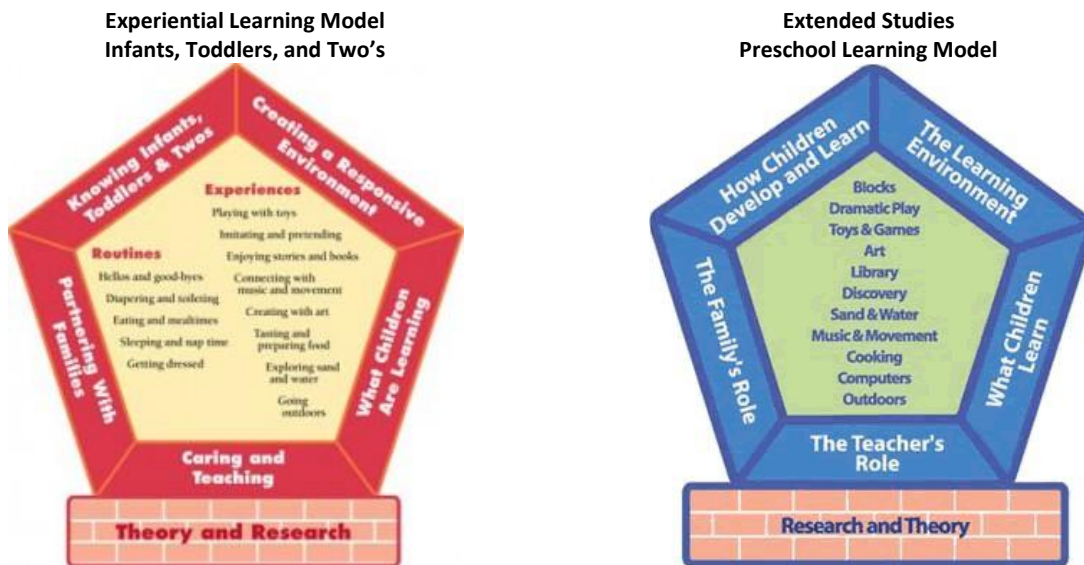 Experiential Learning Model
Infants, Toddlers, and Two’s
Knowing Infants,
Toddlers & Twos
Creating a Responsive
Environment
Experiences
Playing with toys
Imitating and pretending
Enjoying stories and books
Connecting with
music and movement
Creating with art
Tasting and
preparing food
Exploring sand
and water
Going
outdoors
Routines
Hellos and good-byes
Diapering and toileting
Eating and mealtimes
Sleeping and nap time
Getting dressed
Partnering With
Families
What Children
Are Learning
Caring and
Teaching
Theory and Research
Extended Studies
Preschool Learning Model
How Children
Develop and Learn
The Learning
Environment
Blocks
Dramatic Play
Toys & Games
Art
Library
Discovery
Sand & Water
Music & Movement
Cooking
Computers
Outdoors
The Family's Role
What Children
Learn
The Teacher's
Role
Research and Theory